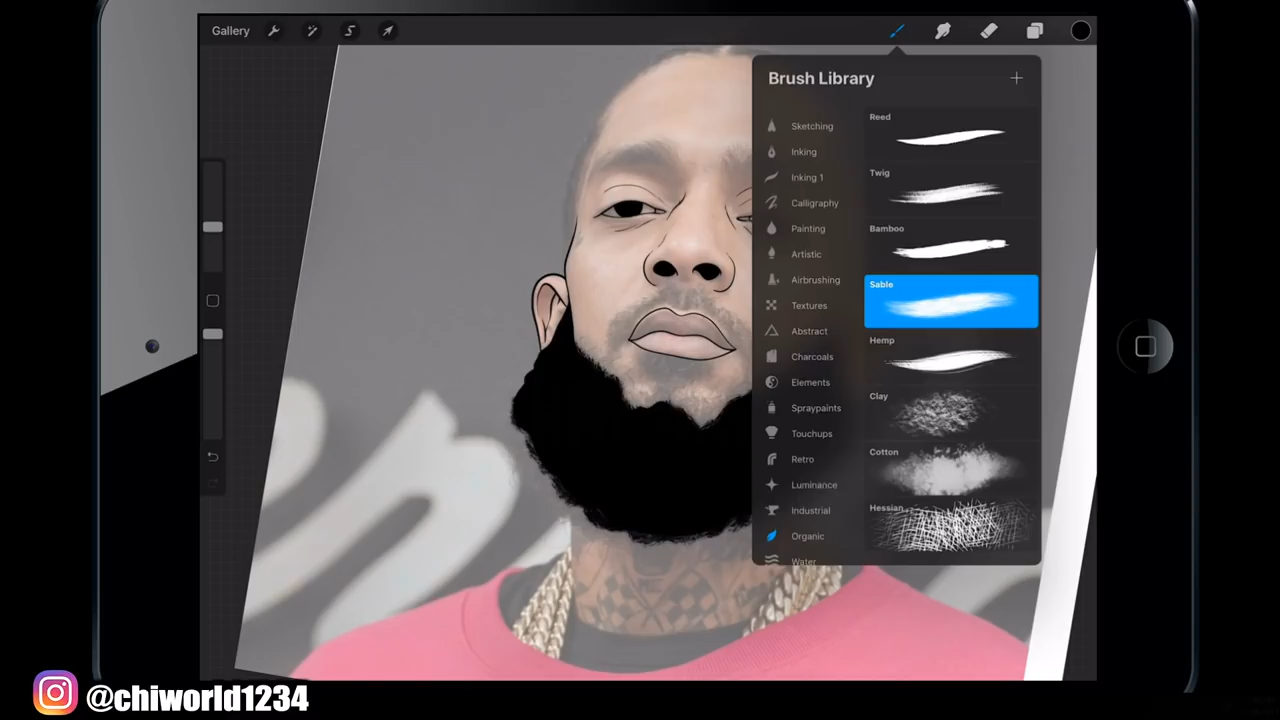 Gallery
Brush Library
Sketching
Inking
Inking 1
Calligraphy
Painting
Artistic
Airbrushing
Textures
Abstract
Charcoals
Elements
Spraypaints
Touchups
Retro
Luminance
Industrial
Organic
Water
Reed
Twig
Bamboo
Sable
Hemp
Clay
Cotton
Hessian
@chiworld1234